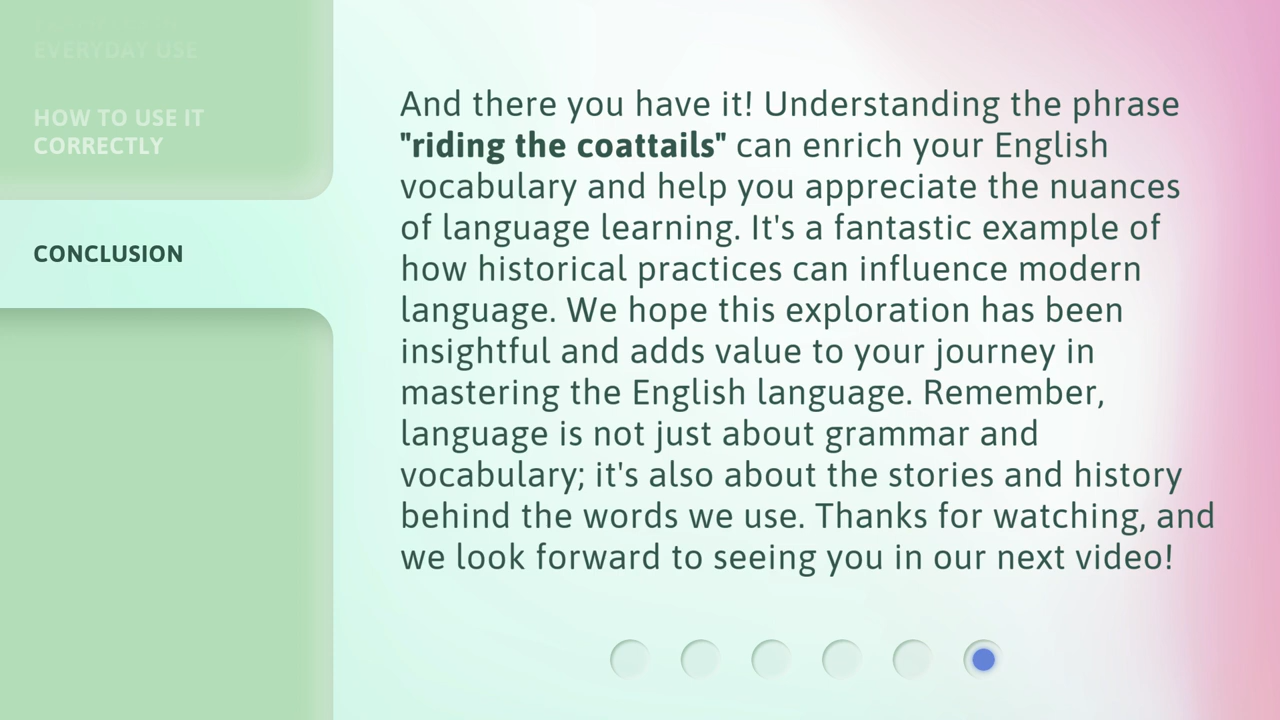 EVERYDAY USE
HOW TO USE IT
CORRECTLY
CONCLUSION
And there you have it! Understanding the phrase
"riding the coattails" can enrich your English
vocabulary and help you appreciate the nuances
of language learning. It's a fantastic example of
how historical practices can influence modern
language. We hope this exploration has been
insightful and adds value to your journey in
mastering the English language. Remember,
language is not just about grammar and
vocabulary; it's also about the stories and history
behind the words we use. Thanks for watching, and
we look forward to seeing you in our next video!